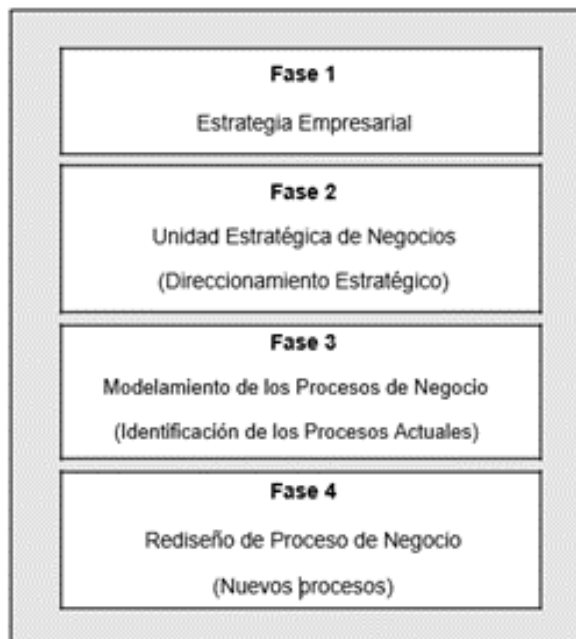 Fase 1
Estrategia Empresarial
Fase 2
Unidad Estratégica de Negocios
(Direccionamiento Estratégico)
Fase 3
Modelamiento de los Procesos de Negocio
(Identificación de los Procesos Actuales)
Fase 4
Rediseño de Proceso de Negocio
(Nuevos procesos)